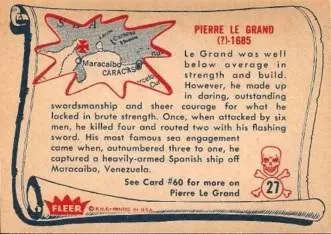 PIERRE LE GRAND
(?)-1685
Maracaibo
CARACAS
Le Grand was well
below average in
strength and build.
However, he made up
in daring, outstanding
swordsmanship and sheer courage for what he
lacked in brute strength. Once, when attacked by
six men, he killed four and routed two with his flashing
sword. His most famous sea engagement
came when, outnumbered three to one, he
captured a heavily-armed Spanish ship off
Maracaibo, Venezuela.
See Card #60 for more on
Pierre Le Grand
27
FLEER
PRINTED IN U.S.A.